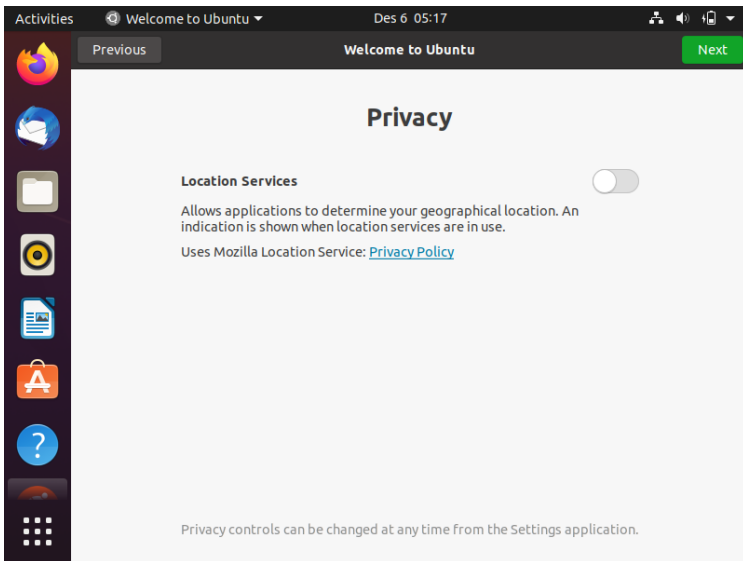 Activities Welcome to Ubuntu Des 6 05:17
Previous Welcome to Ubuntu Next
Privacy
Location Services
Allows applications to determine your geographical location. An
indication is shown when location services are in use.
Uses Mozilla Location Service: Privacy Policy
Privacy controls can be changed at any time from the Settings application.